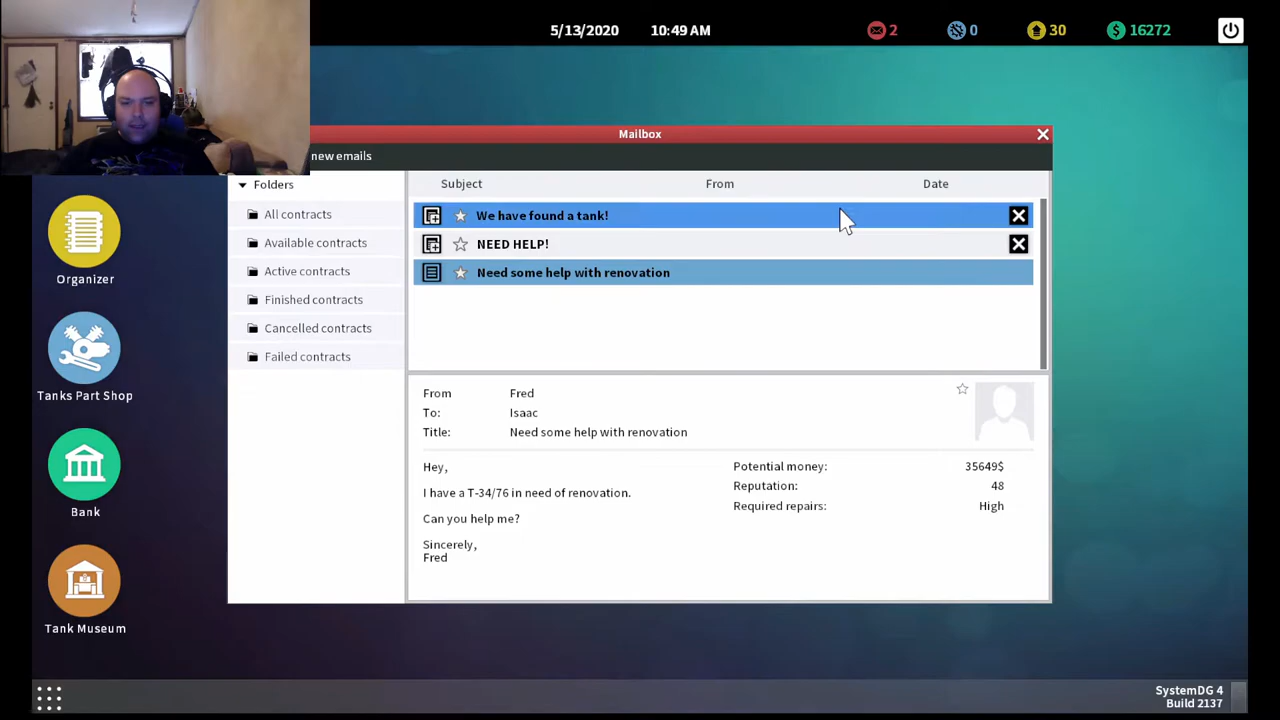 5/13/2020 10:49 AM 2 0 30 $ 16272
Mailbox
new emails
Folders
All contracts
Available contracts
Active contracts
Finished contracts
Cancelled contracts
Failed contracts
Subject From Date
We have found a tank!
NEED HELP!
Need some help with renovation
From Fred
To: Isaac
Title: Need some help with renovation
Hey,
I have a T-34/76 in need of renovation.
Can you help me?
Sincerely,
Fred
Potential money: 35649$
Reputation: 48
Required repairs: High
Organizer
Tanks Part Shop
Bank
Tank Museum
SystemDG 4
Build 2137